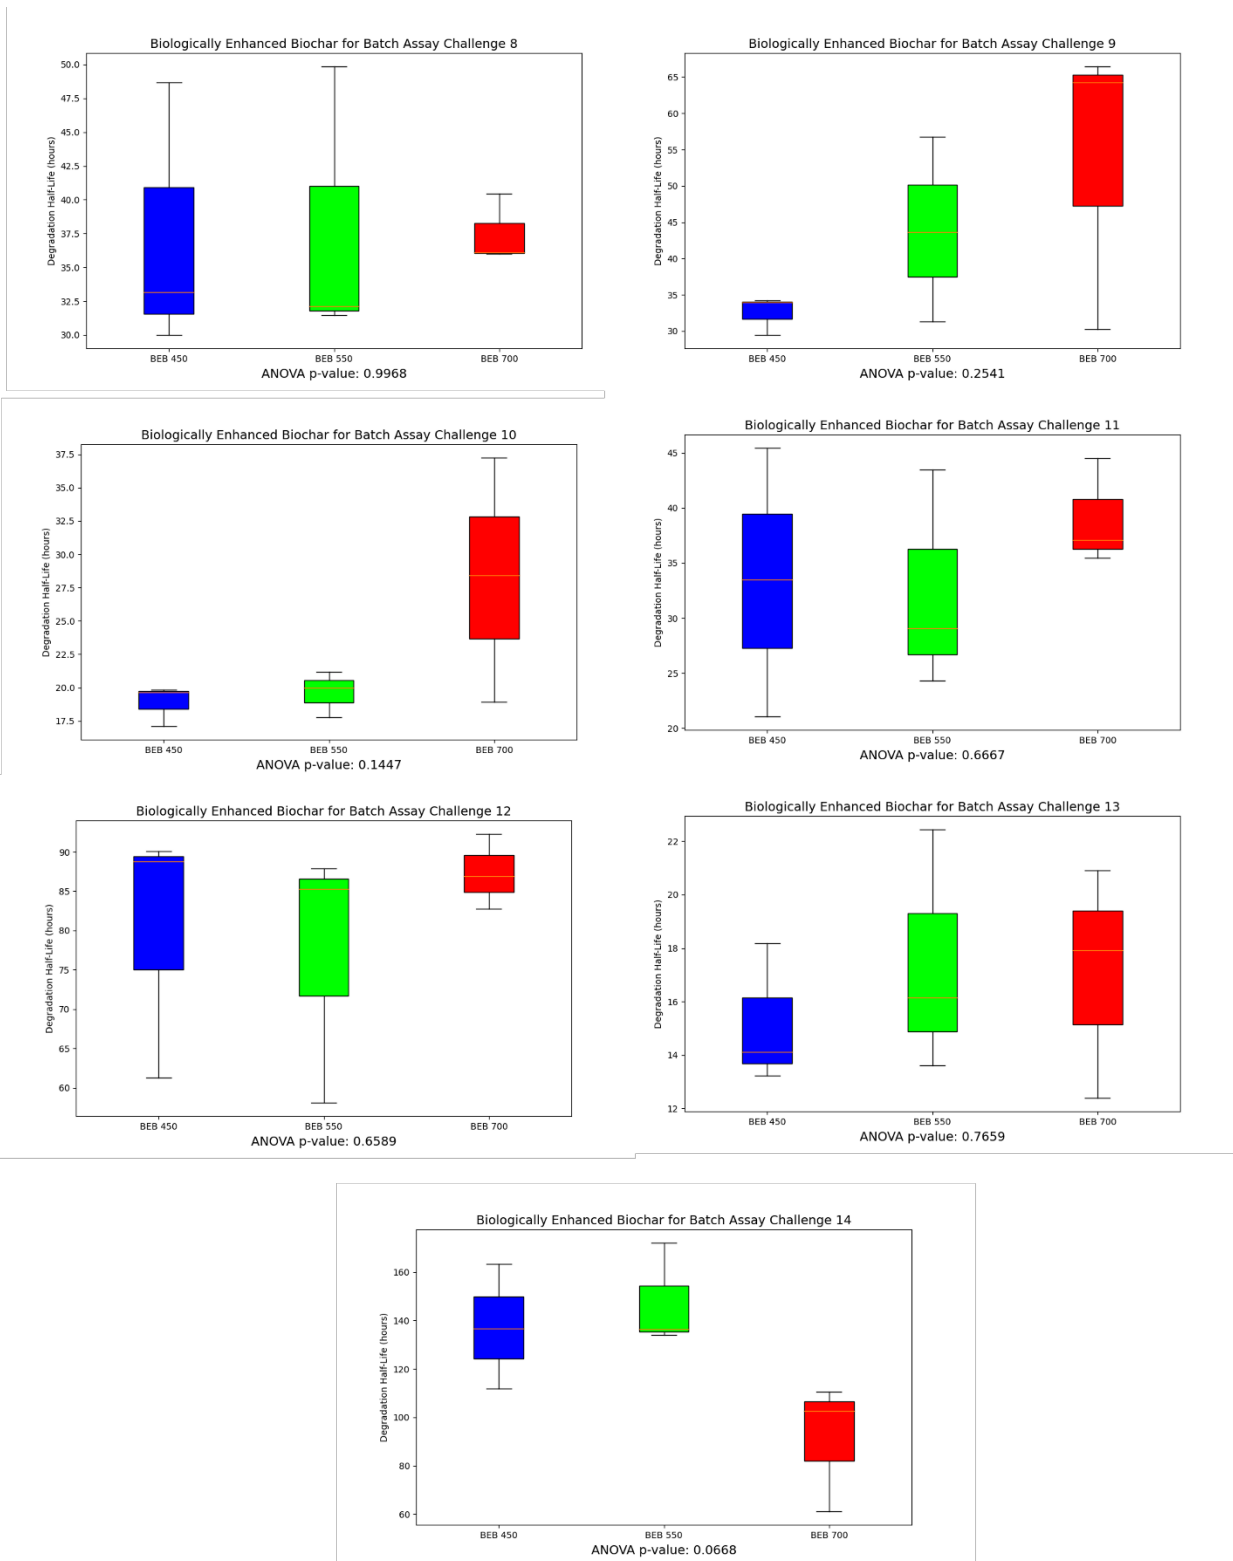 Biologically Enhanced Biochar for Batch Assay Challenge 8
Degradation Half-Life (hours)
50.0
47.5
45.0
42.5
40.0
37.5
35.0
32.5
30.0
BEB 450
BEB 550
BEB 700
ANOVA p-value: 0.9968
Biologically Enhanced Biochar for Batch Assay Challenge 9
Degradation Half-Life (hours)
65
60
55
50
45
40
35
30
BEB 450
BEB 550
BEB 700
ANOVA p-value: 0.2541
Biologically Enhanced Biochar for Batch Assay Challenge 10
Degradation Half-Life (hours)
37.5
35.0
32.5
30.0
27.5
25.0
22.5
20.0
17.5
BEB 450
BEB 550
BEB 700
ANOVA p-value: 0.1447
Biologically Enhanced Biochar for Batch Assay Challenge 11
Degradation Half-Life (hours)
45
40
35
30
25
20
BEB 450
BEB 550
BEB 700
ANOVA p-value: 0.6667
Biologically Enhanced Biochar for Batch Assay Challenge 12
Degradation Half-Life (hours)
90
85
80
75
70
65
60
BEB 450
BEB 550
BEB 700
ANOVA p-value: 0.6589
Biologically Enhanced Biochar for Batch Assay Challenge 13
Degradation Half-Life (hours)
22
20
18
16
14
12
BEB 450
BEB 550
BEB 700
ANOVA p-value: 0.7659
Biologically Enhanced Biochar for Batch Assay Challenge 14
Degradation Half-Life (hours)
160
140
120
100
80
60
BEB 450
BEB 550
BEB 700
ANOVA p-value: 0.0668